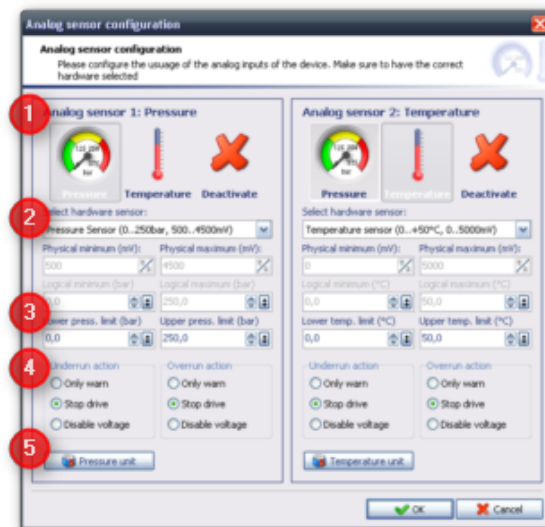 Analog sensor configuration
Analog sensor configuration
Please configure the usuage of the analog inputs of the device. Make sure to have the correct
hardware selected
1
Analog sensor 1: Pressure
Analog sensor 2: Temperature
bar
bar
Pressure Temperature Deactivate
Pressure Temperature Deactivate
2
Select hardware sensor:
Select hardware sensor:
Pressure Sensor (0...250bar, 500..4500mV)
Temperature sensor (0..+50°C, 0..5000mV)
Physical minimum (mV): Physical maximum (mV):
Physical minimum (mV): Physical maximum (mV):
500 4500
0 5000
Logical minimum (bar) Logical maximum (bar)
Logical minimum (°C) Logical maximum (°C)
0,0 250,0
0,0 50,0
3
Lower press. limit (bar) Upper press. limit (bar)
Lower temp. limit (°C) Upper temp. limit (°C)
0,0 250,0
0,0 50,0
4
Underrun action Overrun action
Underrun action Overrun action
Only warn Only warn
Only warn Only warn
Stop drive Stop drive
Stop drive Stop drive
Disable voltage Disable voltage
Disable voltage Disable voltage
5
Pressure unit
Temperature unit
OK Cancel